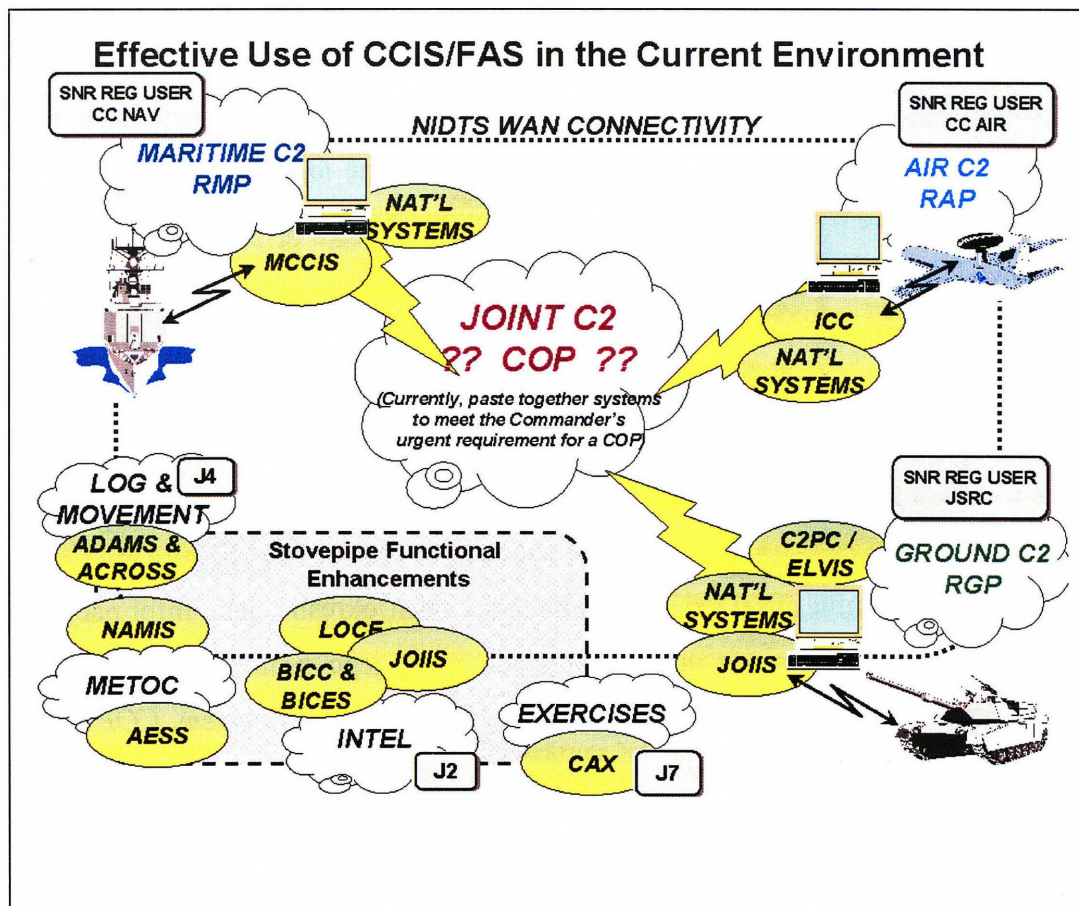 Effective Use of CCIS/FAS in the Current Environment
SNR REG USER
CC NAV
MARITIME C2
RMP
NIDTS WAN CONNECTIVITY
SNR REG USER
CC AIR
AIR C2
RAP
NAT'L
SYSTEMS
MCCIS
JOINT C2
?? COP ??
(Currently, paste together systems
to meet the Commander's
urgent requirement for a COP
ICC
NAT'L
SYSTEMS
LOG &
MOVEMENT
J4
ADAMS &
ACROSS
Stovepipe Functional
Enhancements
SNR REG USER
JSRC
C2PC /
ELVIS
GROUND C2
RGP
NAT'L
SYSTEMS
JOIIS
NAMIS
LOCE
JOIIS
BICC &
BICES
METOC
AESS
INTEL
J2
EXERCISES
CAX
J7